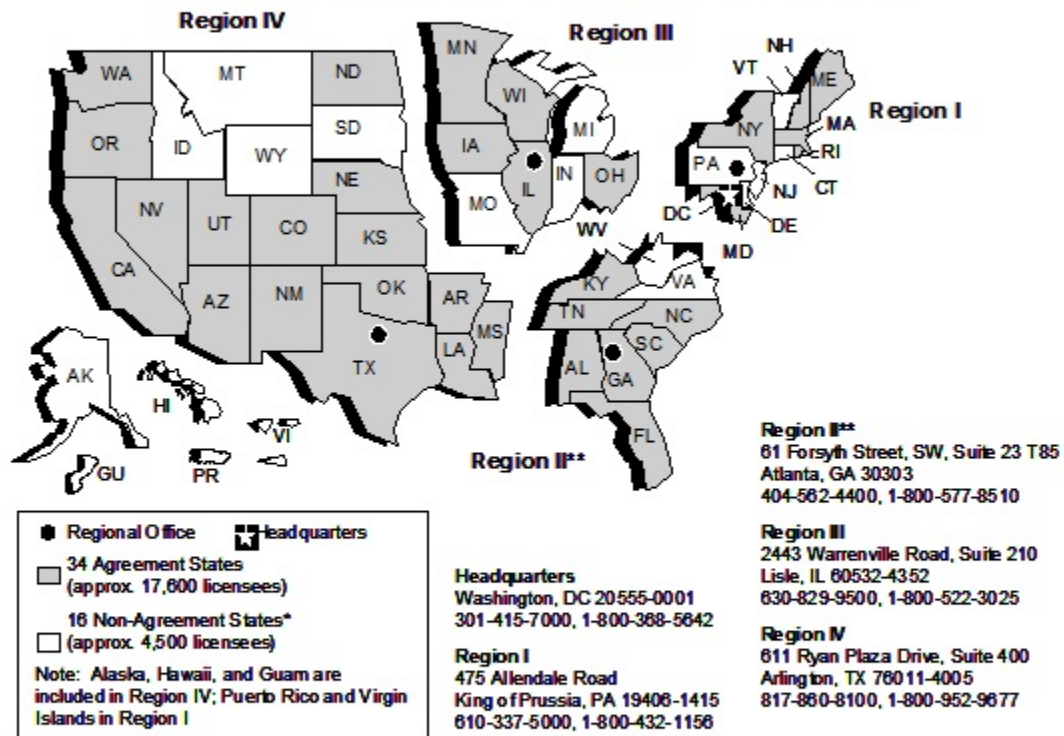 Region IV
Region III
Region I
WA
MT
ND
MN
NH
VT
ME
OR
ID
SD
WI
MI
NY
MA
WY
IA
PA
RI
NE
IL
IN
OH
NJ
CT
NV
UT
CO
MO
DC
DE
KS
WV
MD
CA
KY
VA
AZ
NM
OK
AR
TN
NC
MS
SC
TX
LA
AL
GA
AK
HI
VI
FL
GU
PR
Region II**
Regional Office
Headquarters
34 Agreement States
(approx. 17,600 licensees)
16 Non-Agreement States*
(approx. 4,500 licensees)
Note: Alaska, Hawaii, and Guam are
included in Region IV; Puerto Rico and Virgin
Islands in Region I
Headquarters
Washington, DC 20555-0001
301-415-7000, 1-800-368-5642
Region I
475 Allendale Road
King of Prussia, PA 19406-1415
610-337-5000, 1-800-432-1156
Region II**
61 Forsyth Street, SW, Suite 23 T85
Atlanta, GA 30303
404-562-4400, 1-800-577-8510
Region III
2443 Warrenville Road, Suite 210
Lisle, IL 60532-4352
630-829-9500, 1-800-522-3025
Region IV
611 Ryan Plaza Drive, Suite 400
Arlington, TX 76011-4005
817-860-8100, 1-800-952-9677